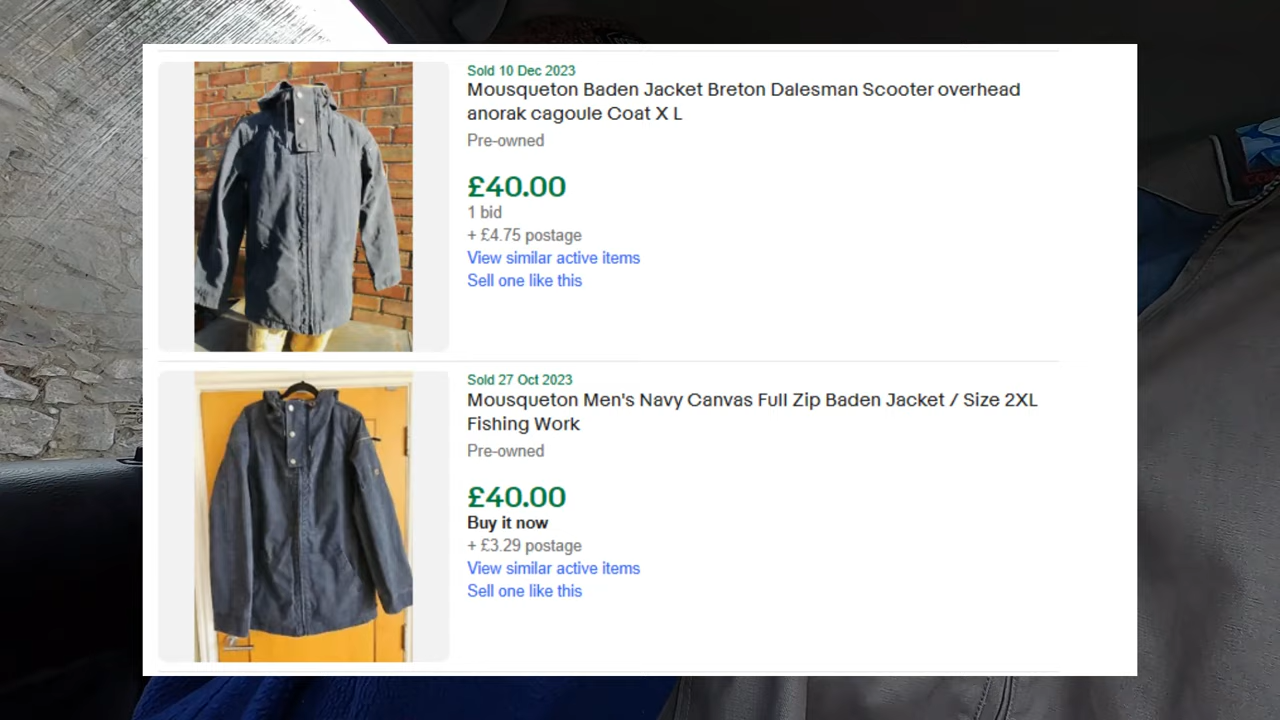 Sold 10 Dec 2023
Mousqueton Baden Jacket Breton Dalesman Scooter overhead
anorak cagoule Coat X L
Pre-owned
£40.00
1 bid
+ £4.75 postage
View similar active items
Sell one like this
Sold 27 Oct 2023
Mousqueton Men's Navy Canvas Full Zip Baden Jacket / Size 2XL
Fishing Work
Pre-owned
£40.00
Buy it now
+ £3.29 postage
View similar active items
Sell one like this